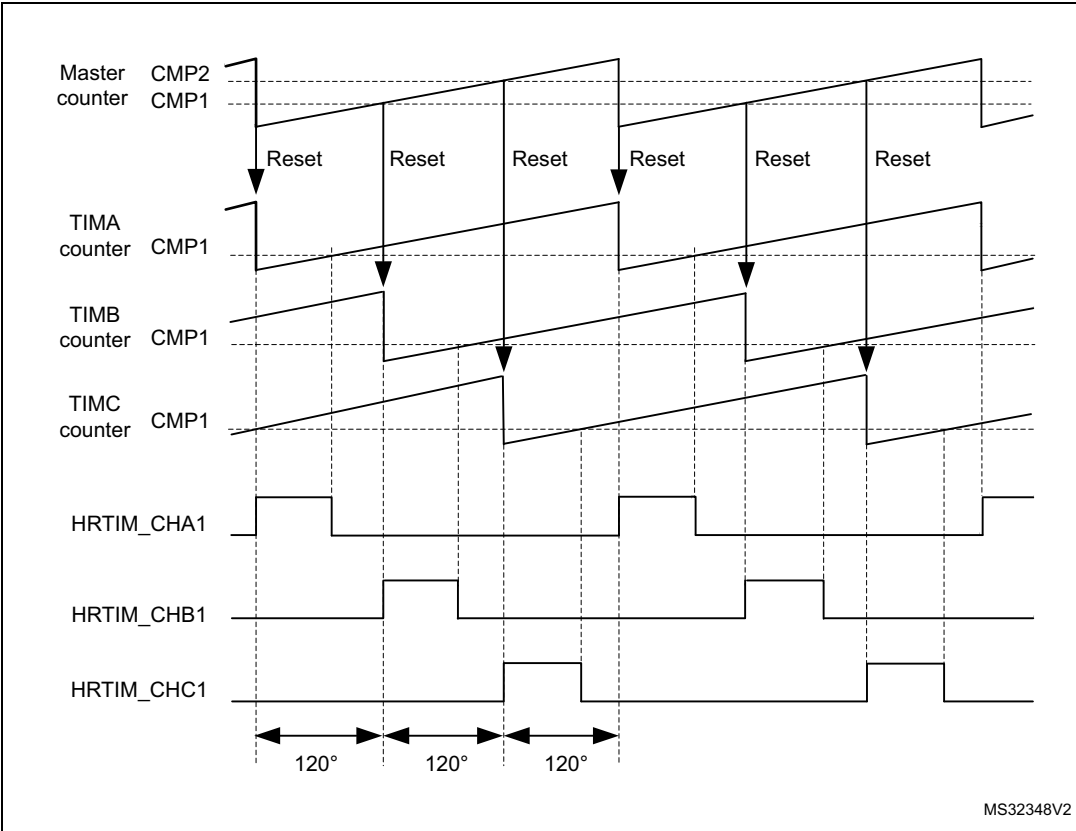 Master
counter
CMP2
CMP1
Reset
Reset
Reset
Reset
Reset
Reset
TIMA
counter
CMP1
TIMB
counter
CMP1
TIMC
counter
CMP1
HRTIM_CHA1
HRTIM_CHB1
HRTIM_CHC1
120°
120°
120°
MS32348V2